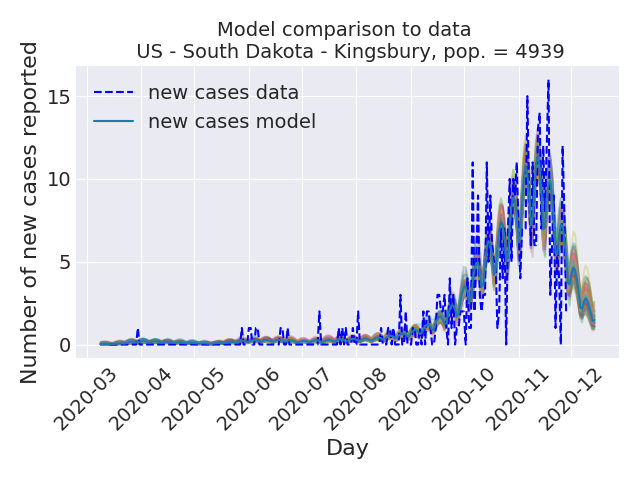 Model comparison to data
US - South Dakota - Kingsbury, pop. = 4939
Number of new cases reported
new cases data
new cases model
15
10
5
0
2020-03
2020-04
2020-05
2020-06
2020-07
2020-08
2020-09
2020-10
2020-11
2020-12
Day